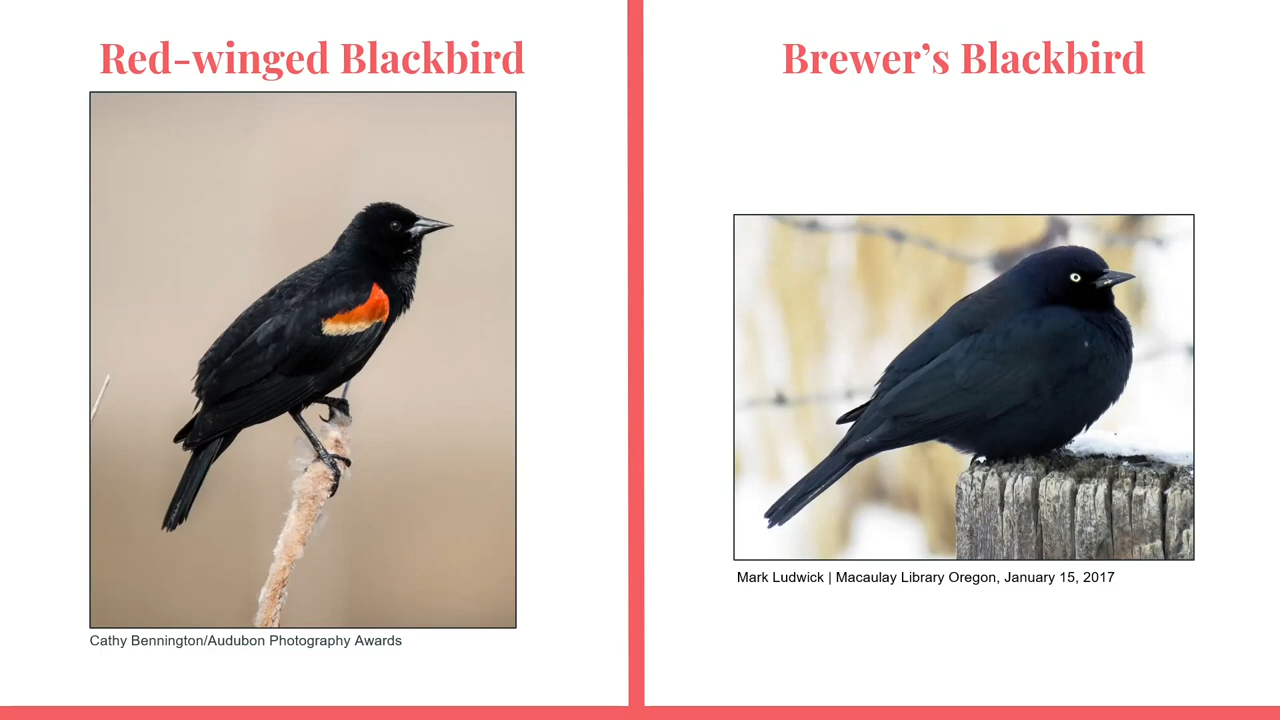 Red-winged Blackbird
Cathy Bennington/Audubon Photography Awards
Brewer’s Blackbird
Mark Ludwick | Macaulay Library Oregon, January 15, 2017